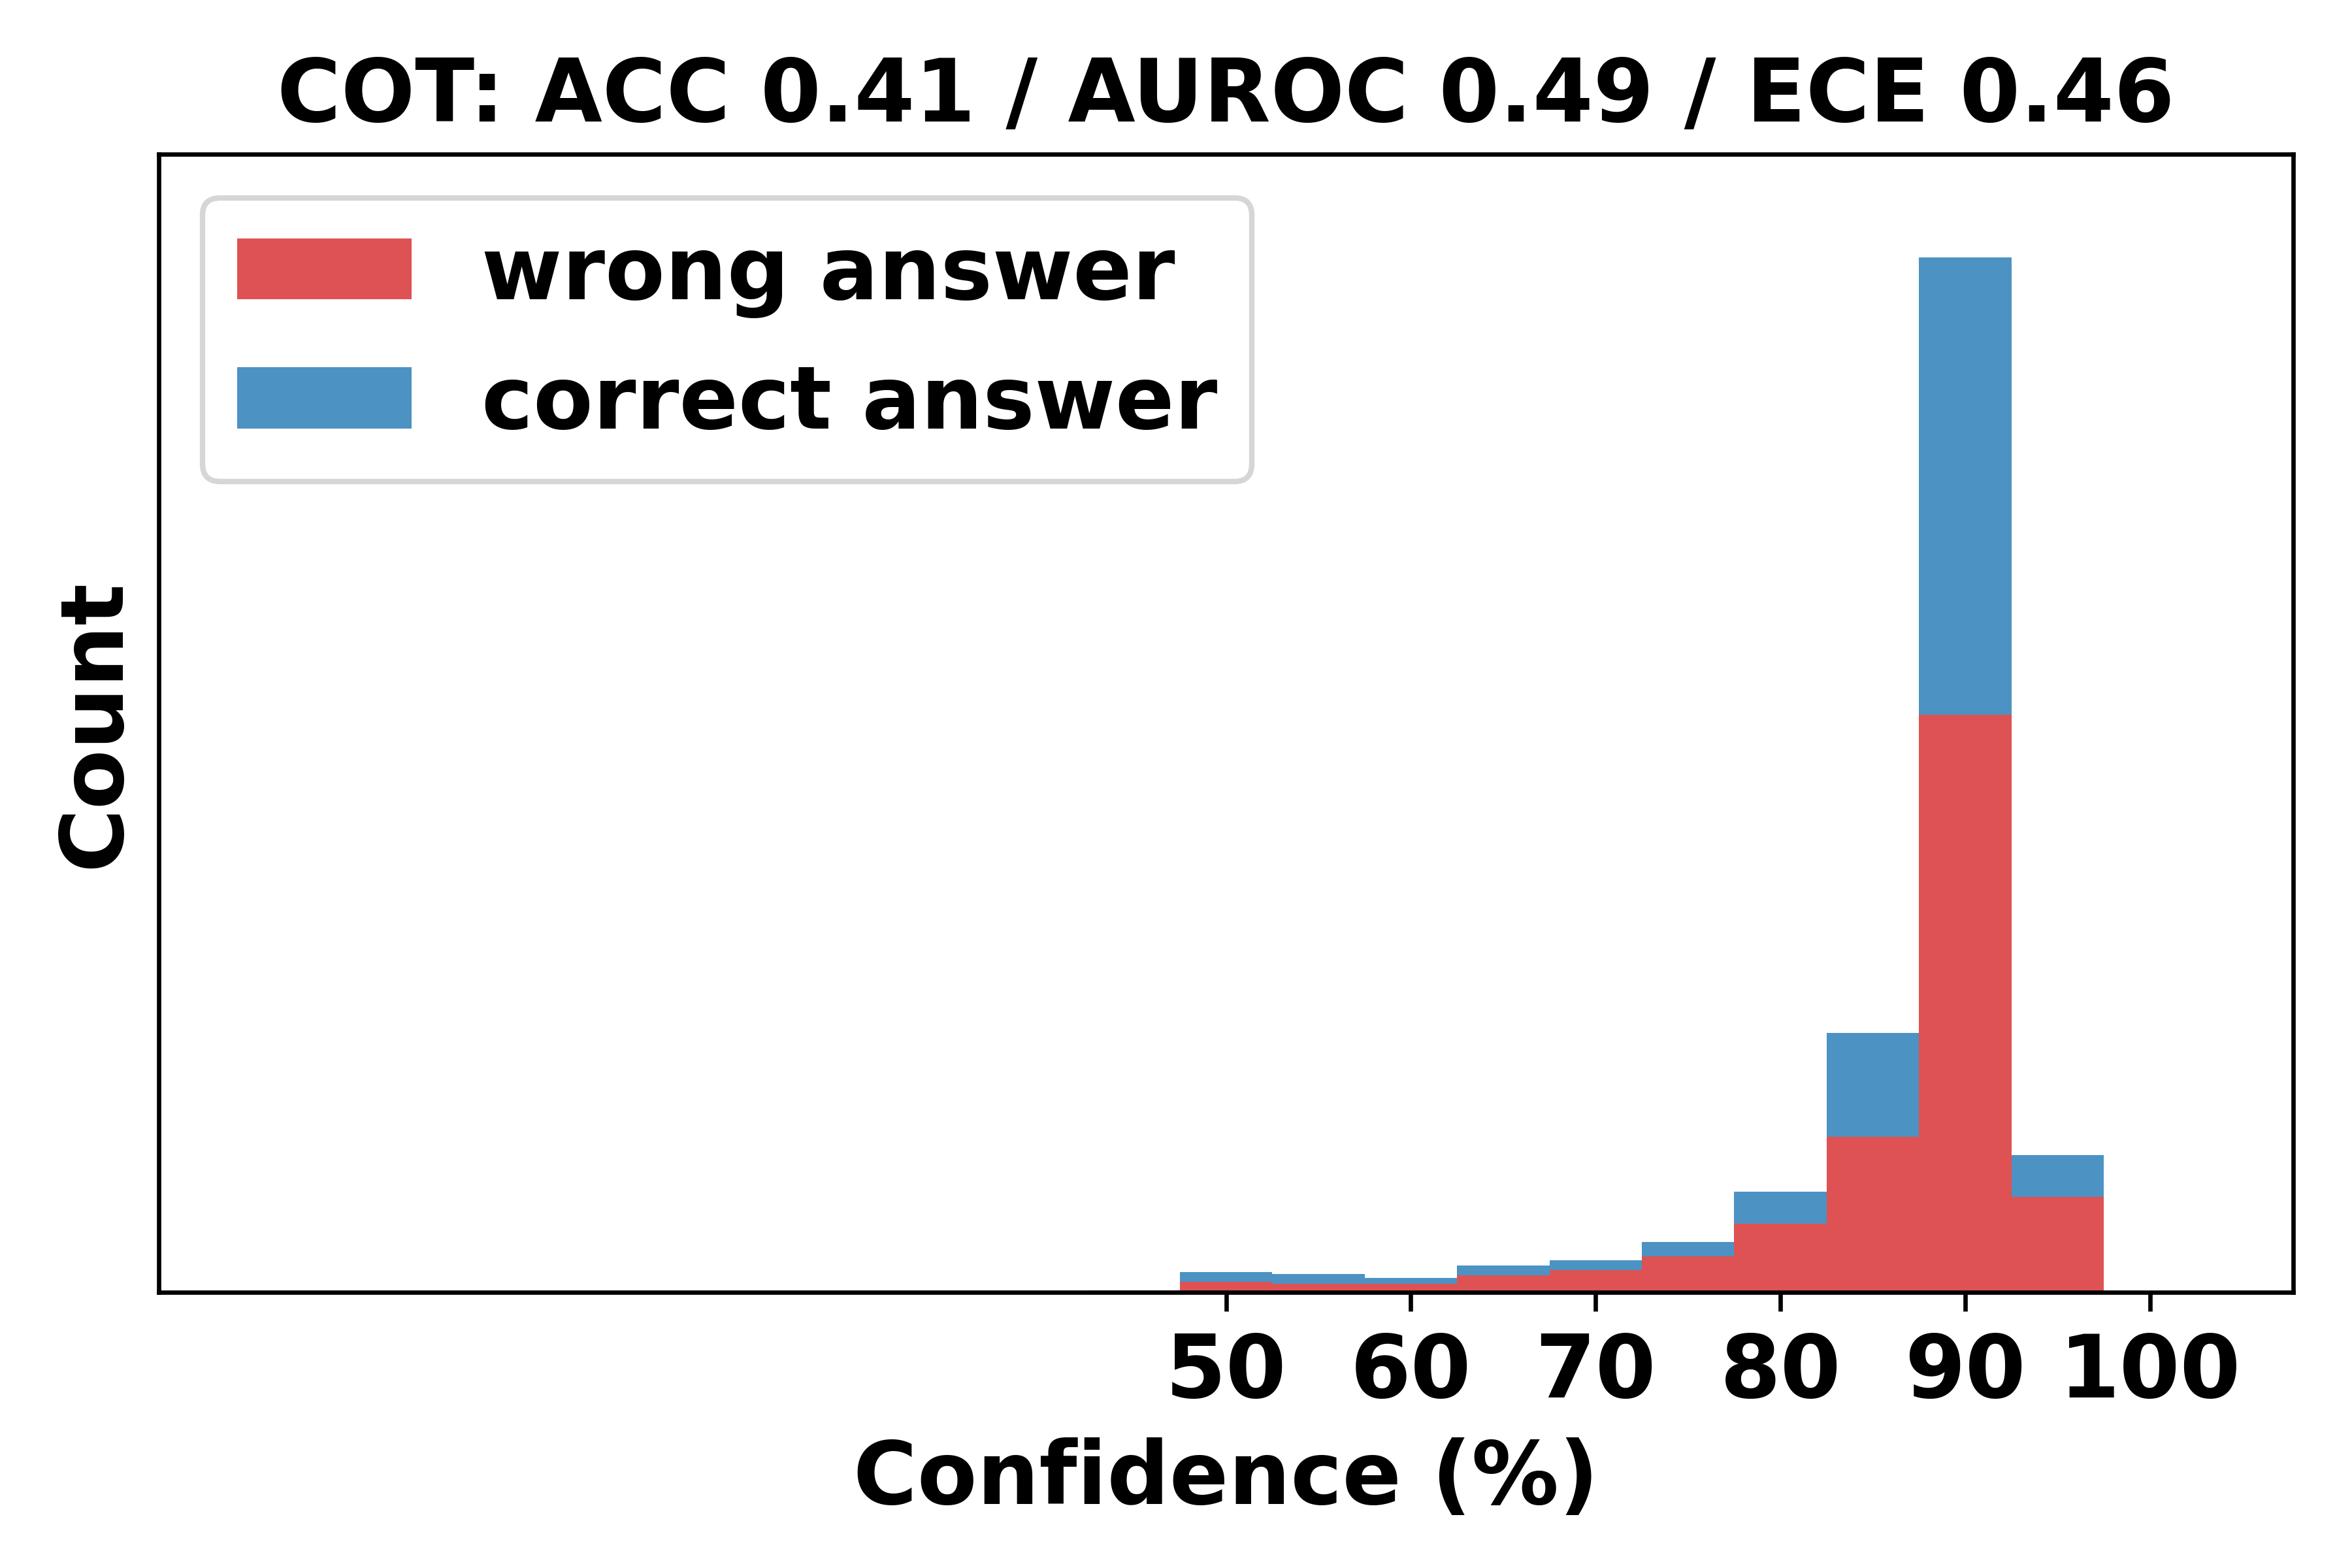 COT: ACC 0.41 / AUROC 0.49 / ECE 0.46
wrong answer
correct answer
Count
50 60 70 80 90 100
Confidence (%)